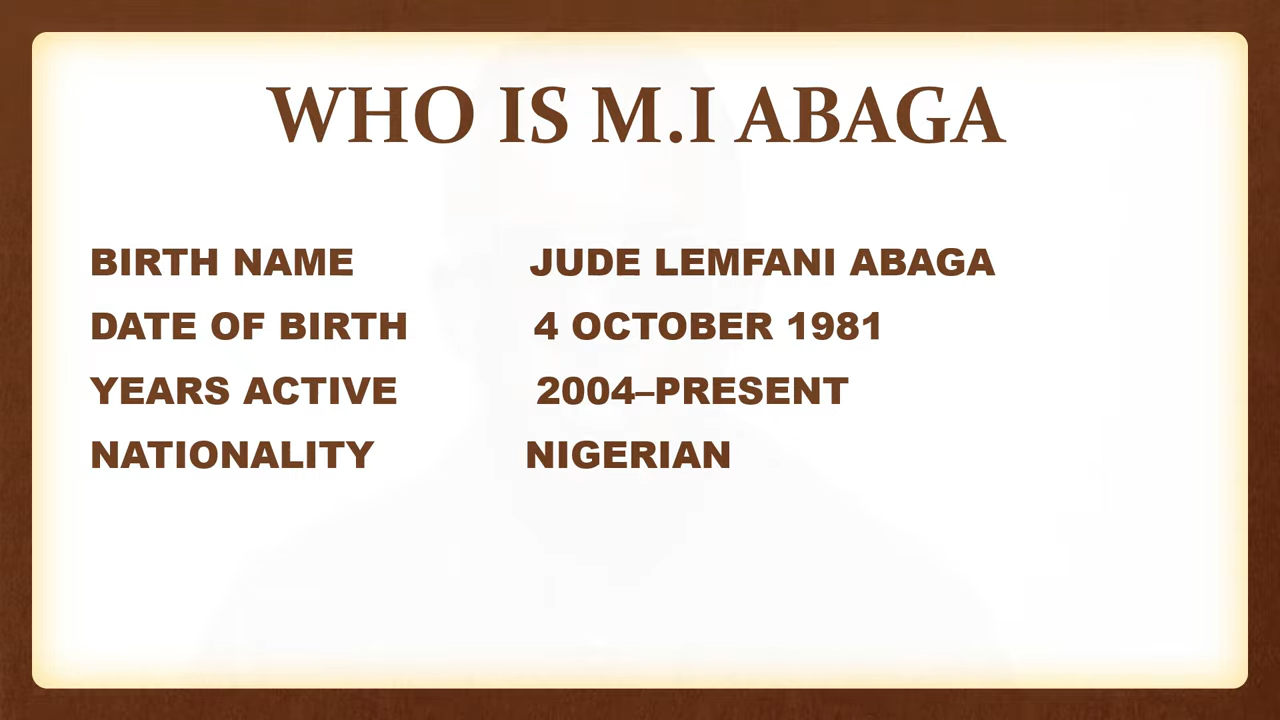 WHO IS M.I ABAGA
BIRTH NAME JUDE LEMFANI ABAGA
DATE OF BIRTH 4 OCTOBER 1981
YEARS ACTIVE 2004–PRESENT
NATIONALITY NIGERIAN